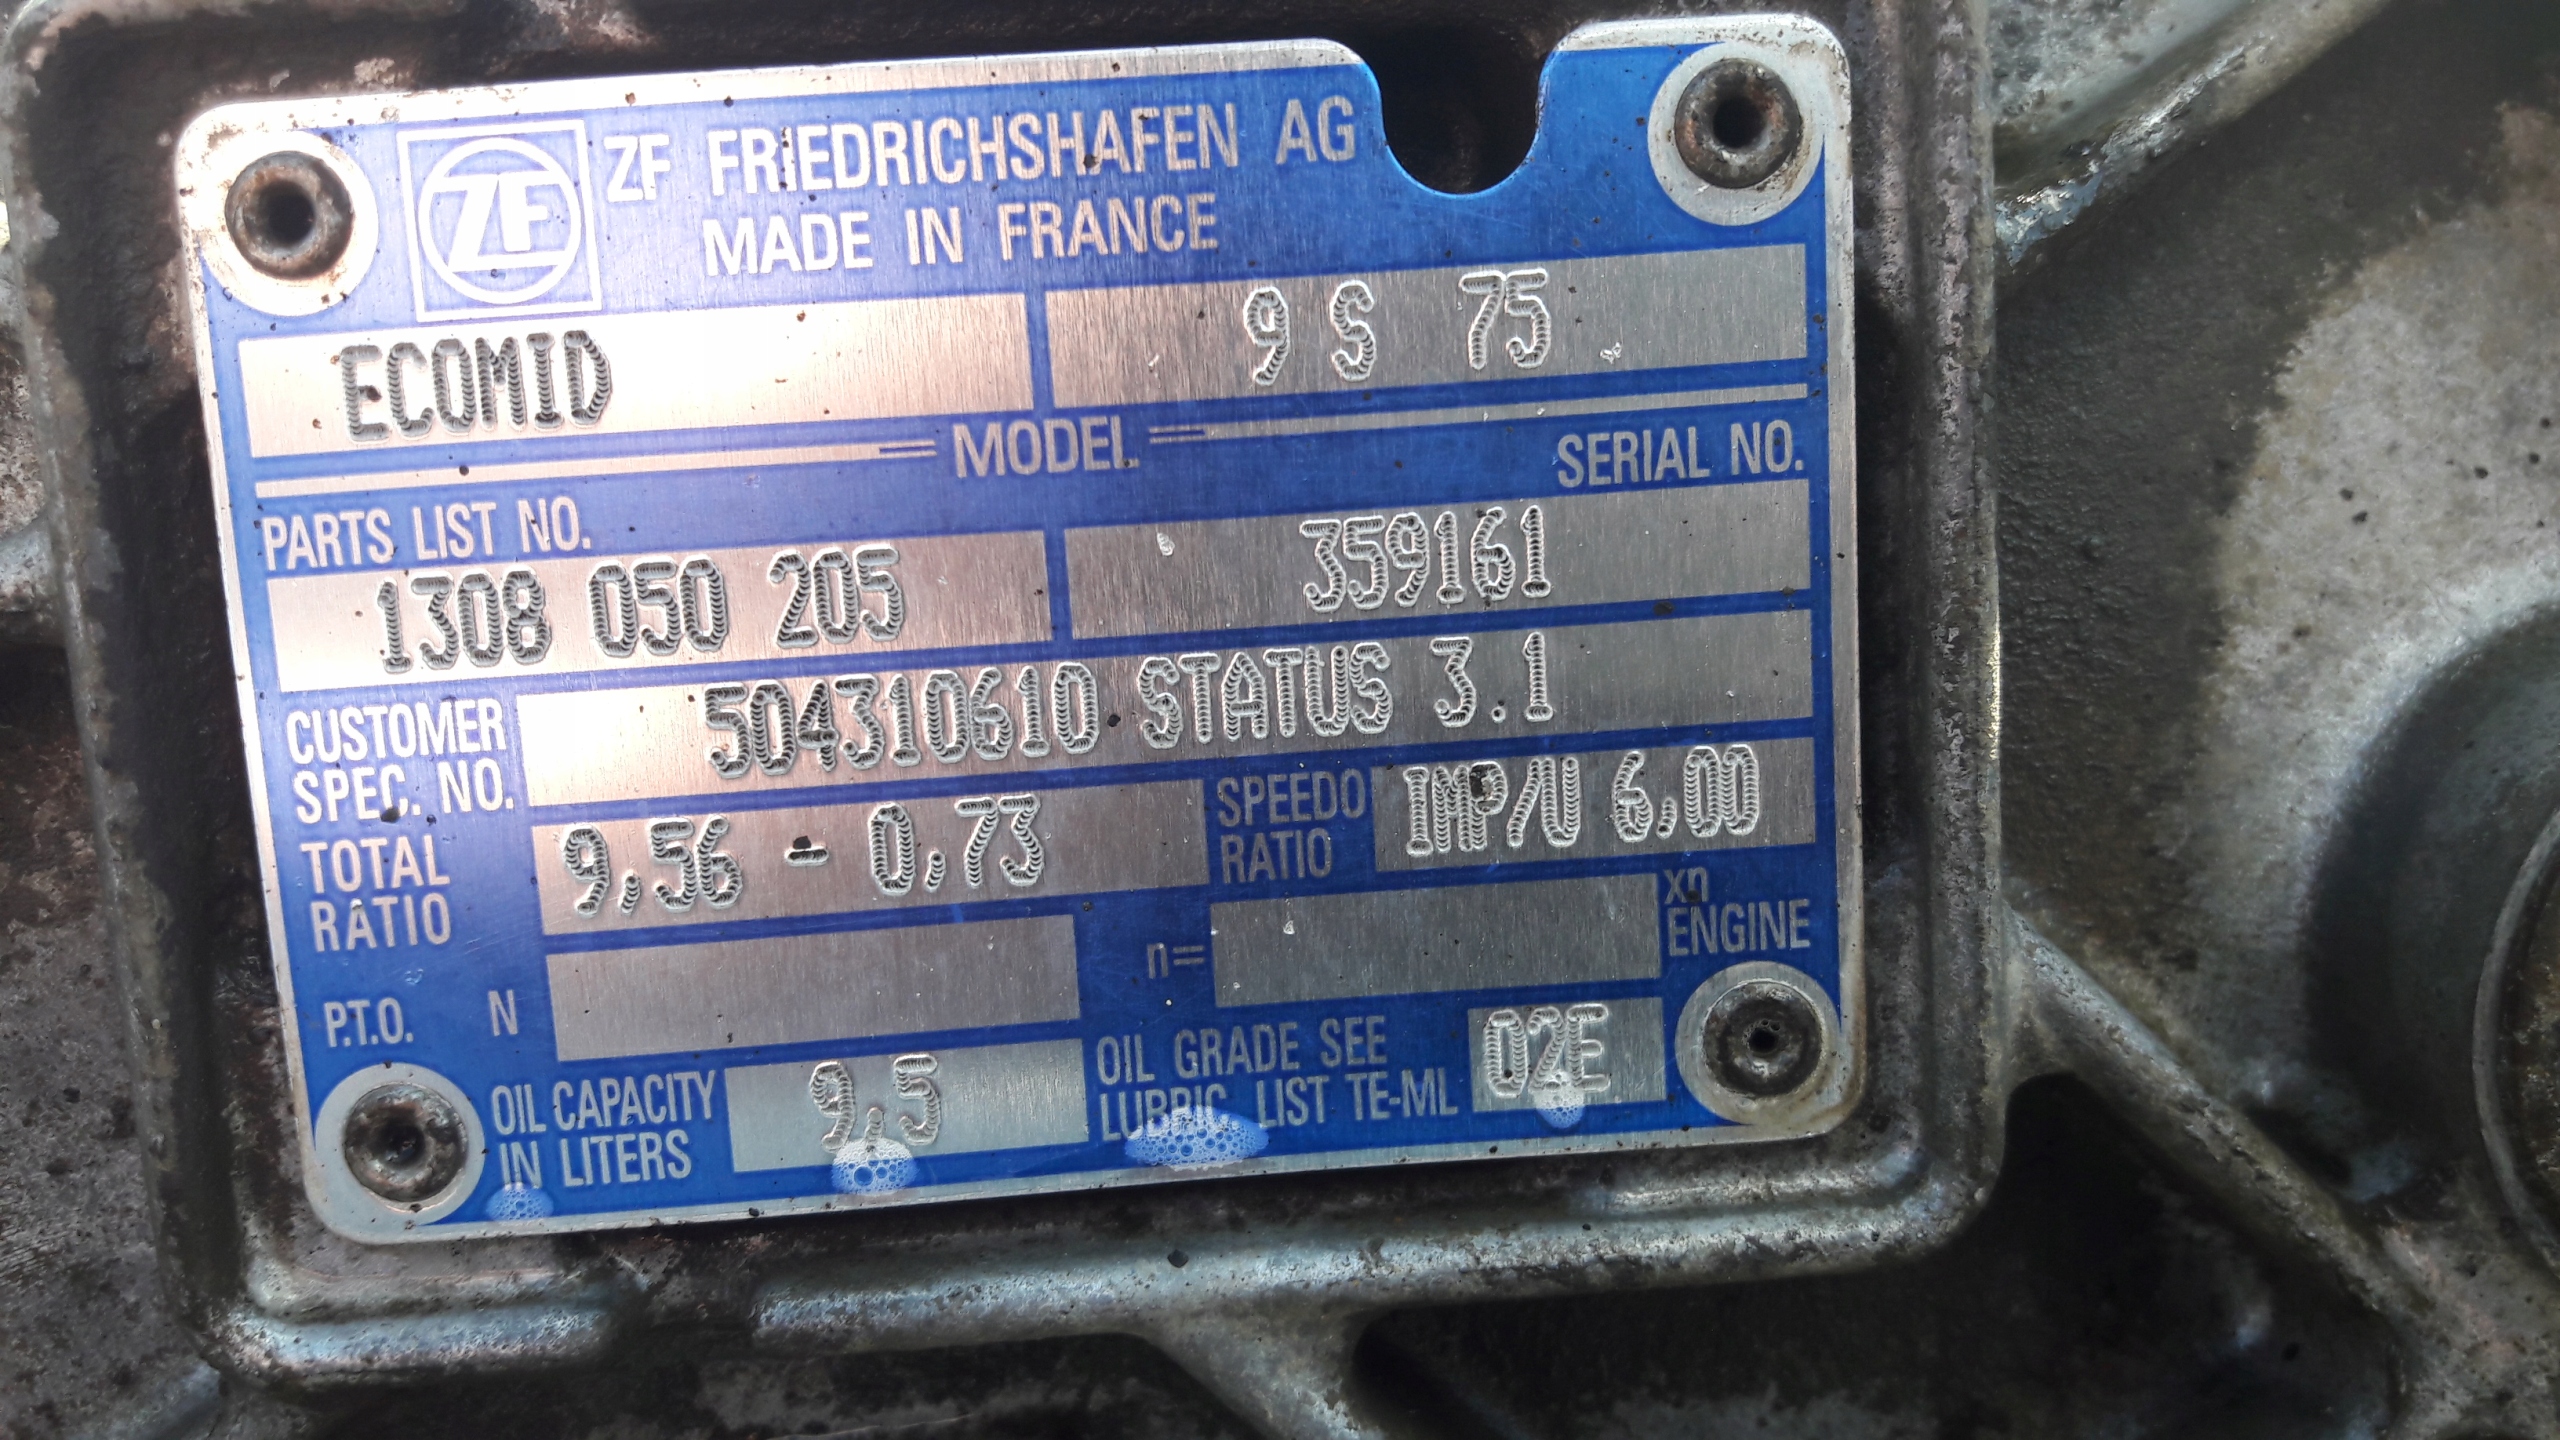 ZF ZF FRIEDRICHSHAFEN AG
MADE IN FRANCE
ECOMID 9 S 75
MODEL
PARTS LIST NO. SERIAL NO.
1308 050 205 359161
CUSTOMER SPEC. NO. 504310610 STATUS 3.1
TOTAL RATIO 9,56 - 0,73 SPEEDO RATIO IMP/U 6,00
P.T.O. N n= xn ENGINE
OIL CAPACITY IN LITERS 9,5 OIL GRADE SEE LUBRIC. LIST TE-ML 02E